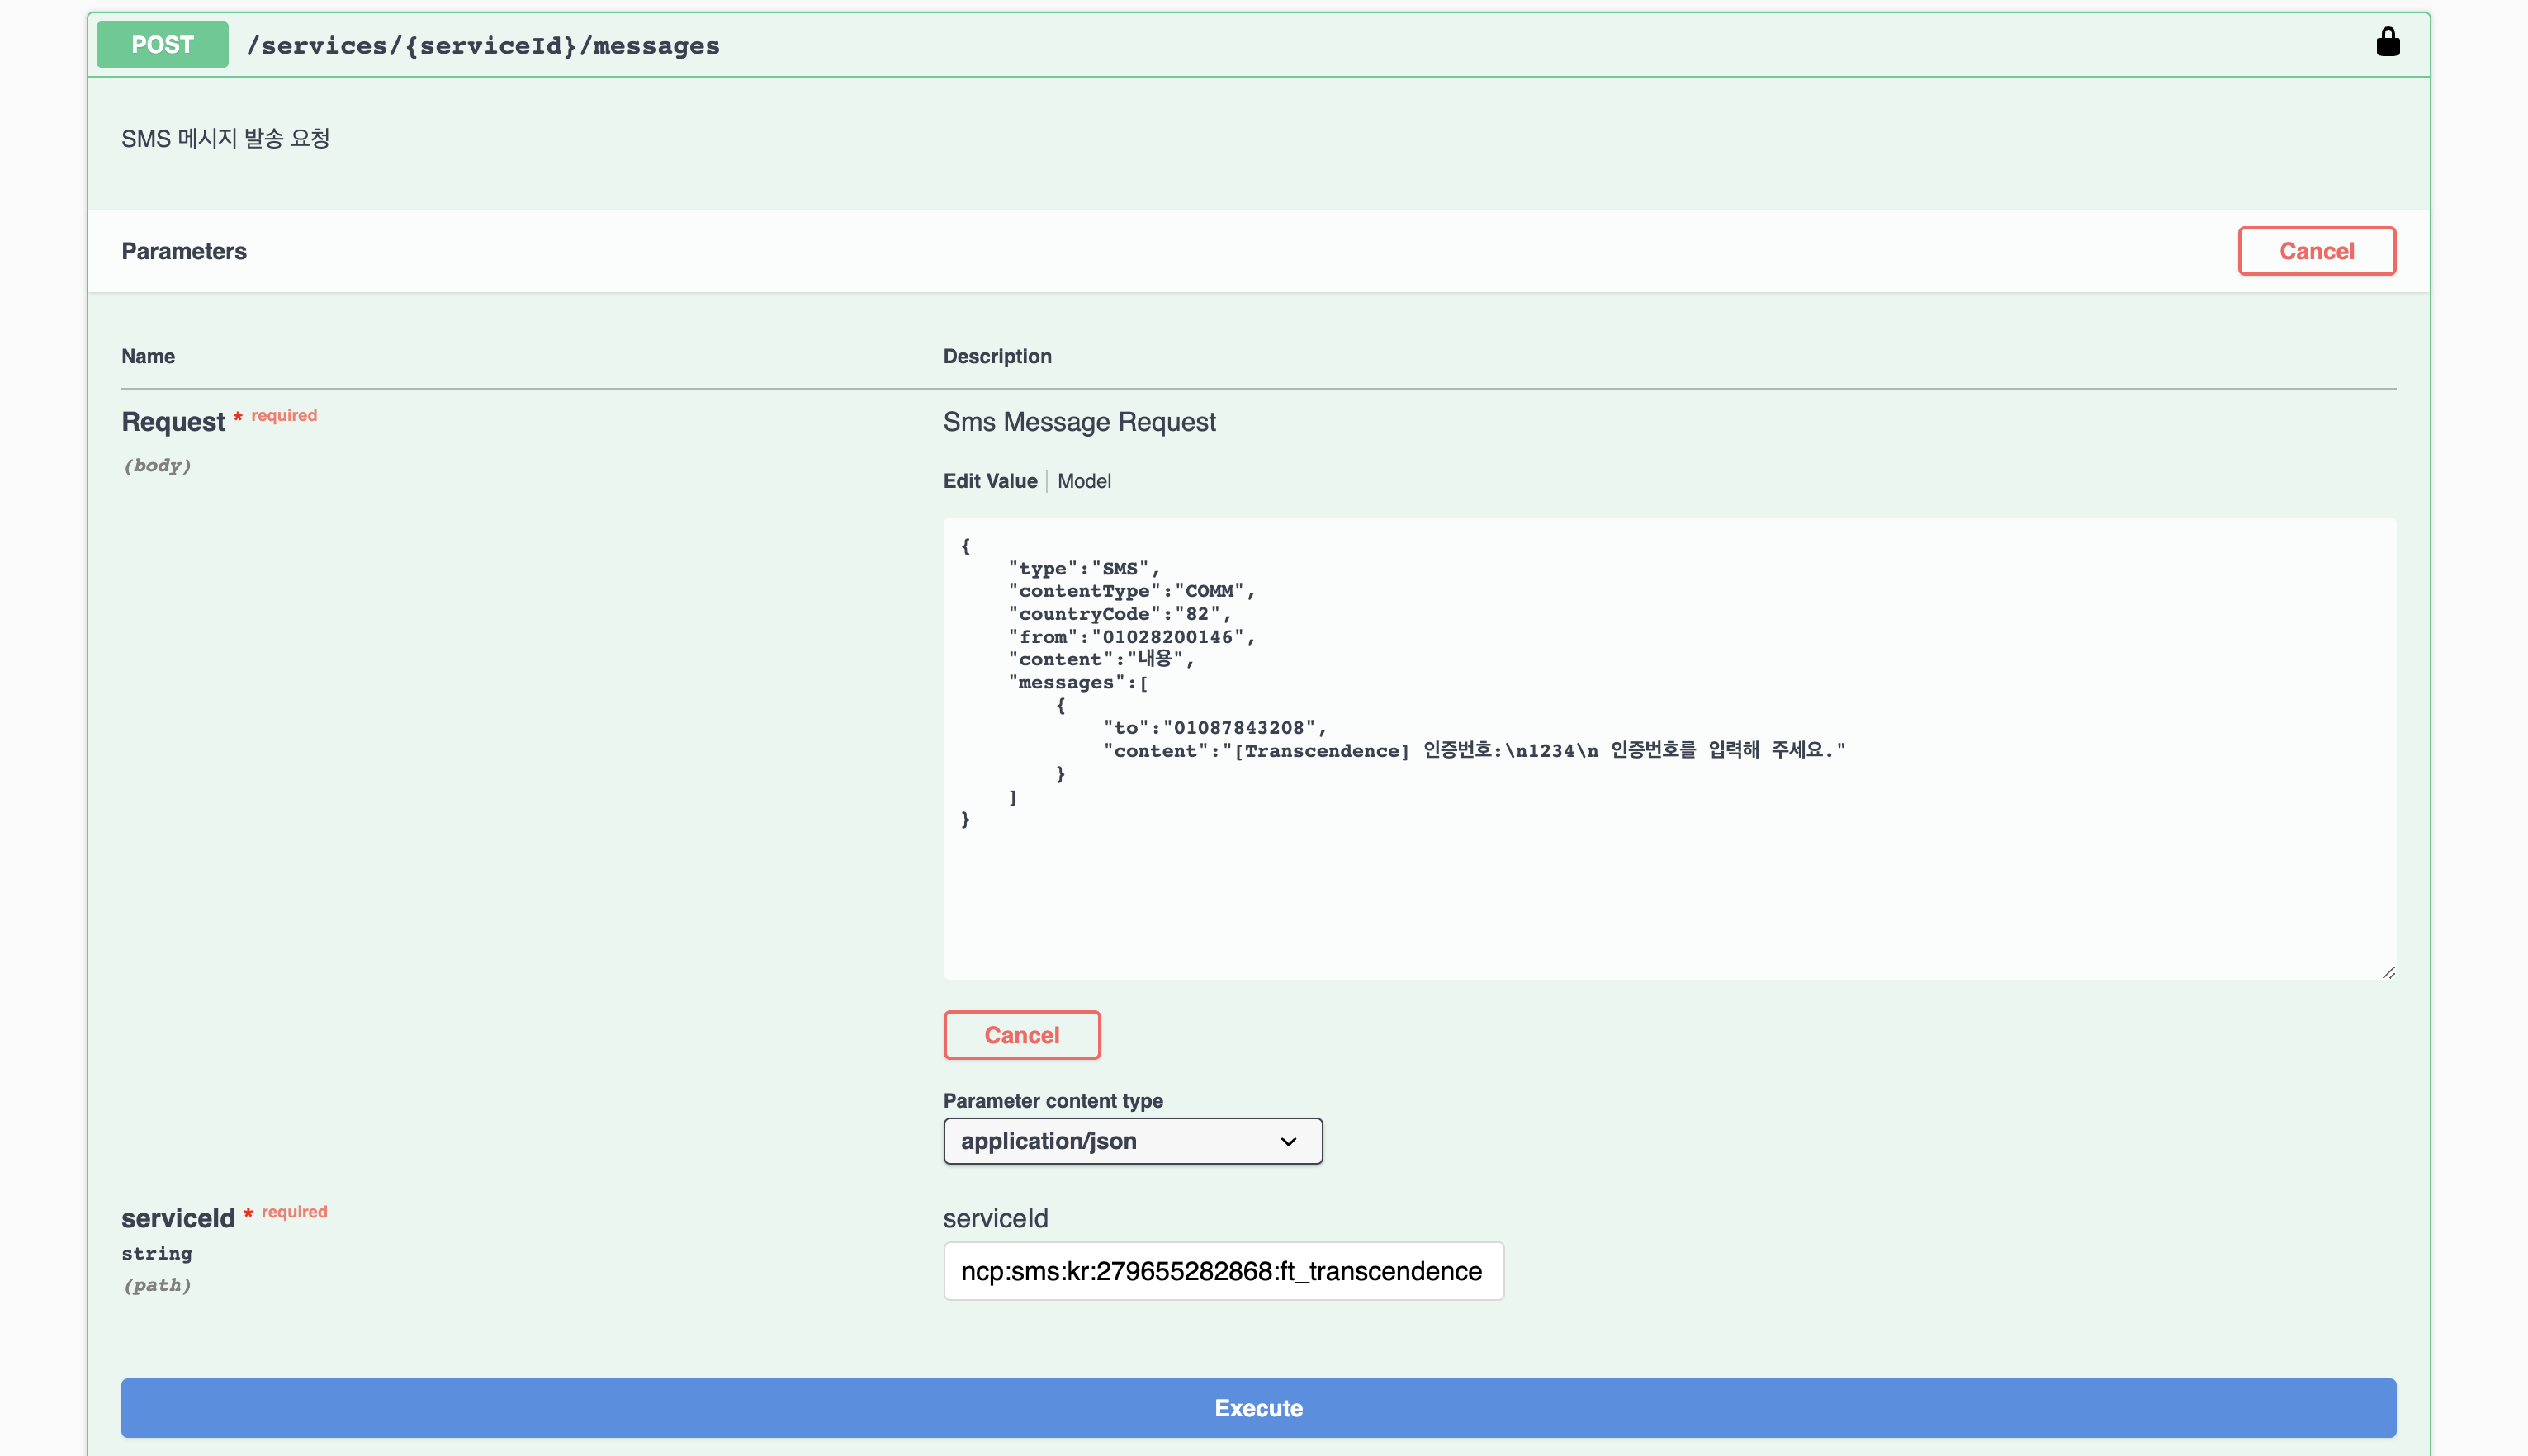 POST /services/{serviceId}/messages
SMS 메시지 발송 요청
Parameters
Cancel
Name
Description
Request * required
(body)
Sms Message Request
Edit Value | Model
{
    "type":"SMS",
    "contentType":"COMM",
    "countryCode":"82",
    "from":"01028200146",
    "content":"내용",
    "messages":[
        {
            "to":"01087843208",
            "content":"[Transcendence] 인증번호:\n1234\n 인증번호를 입력해 주세요."
        }
    ]
}
Cancel
Parameter content type
application/json
serviceId * required
string
(path)
serviceId
ncp:sms:kr:279655282868:ft_transcendence
Execute